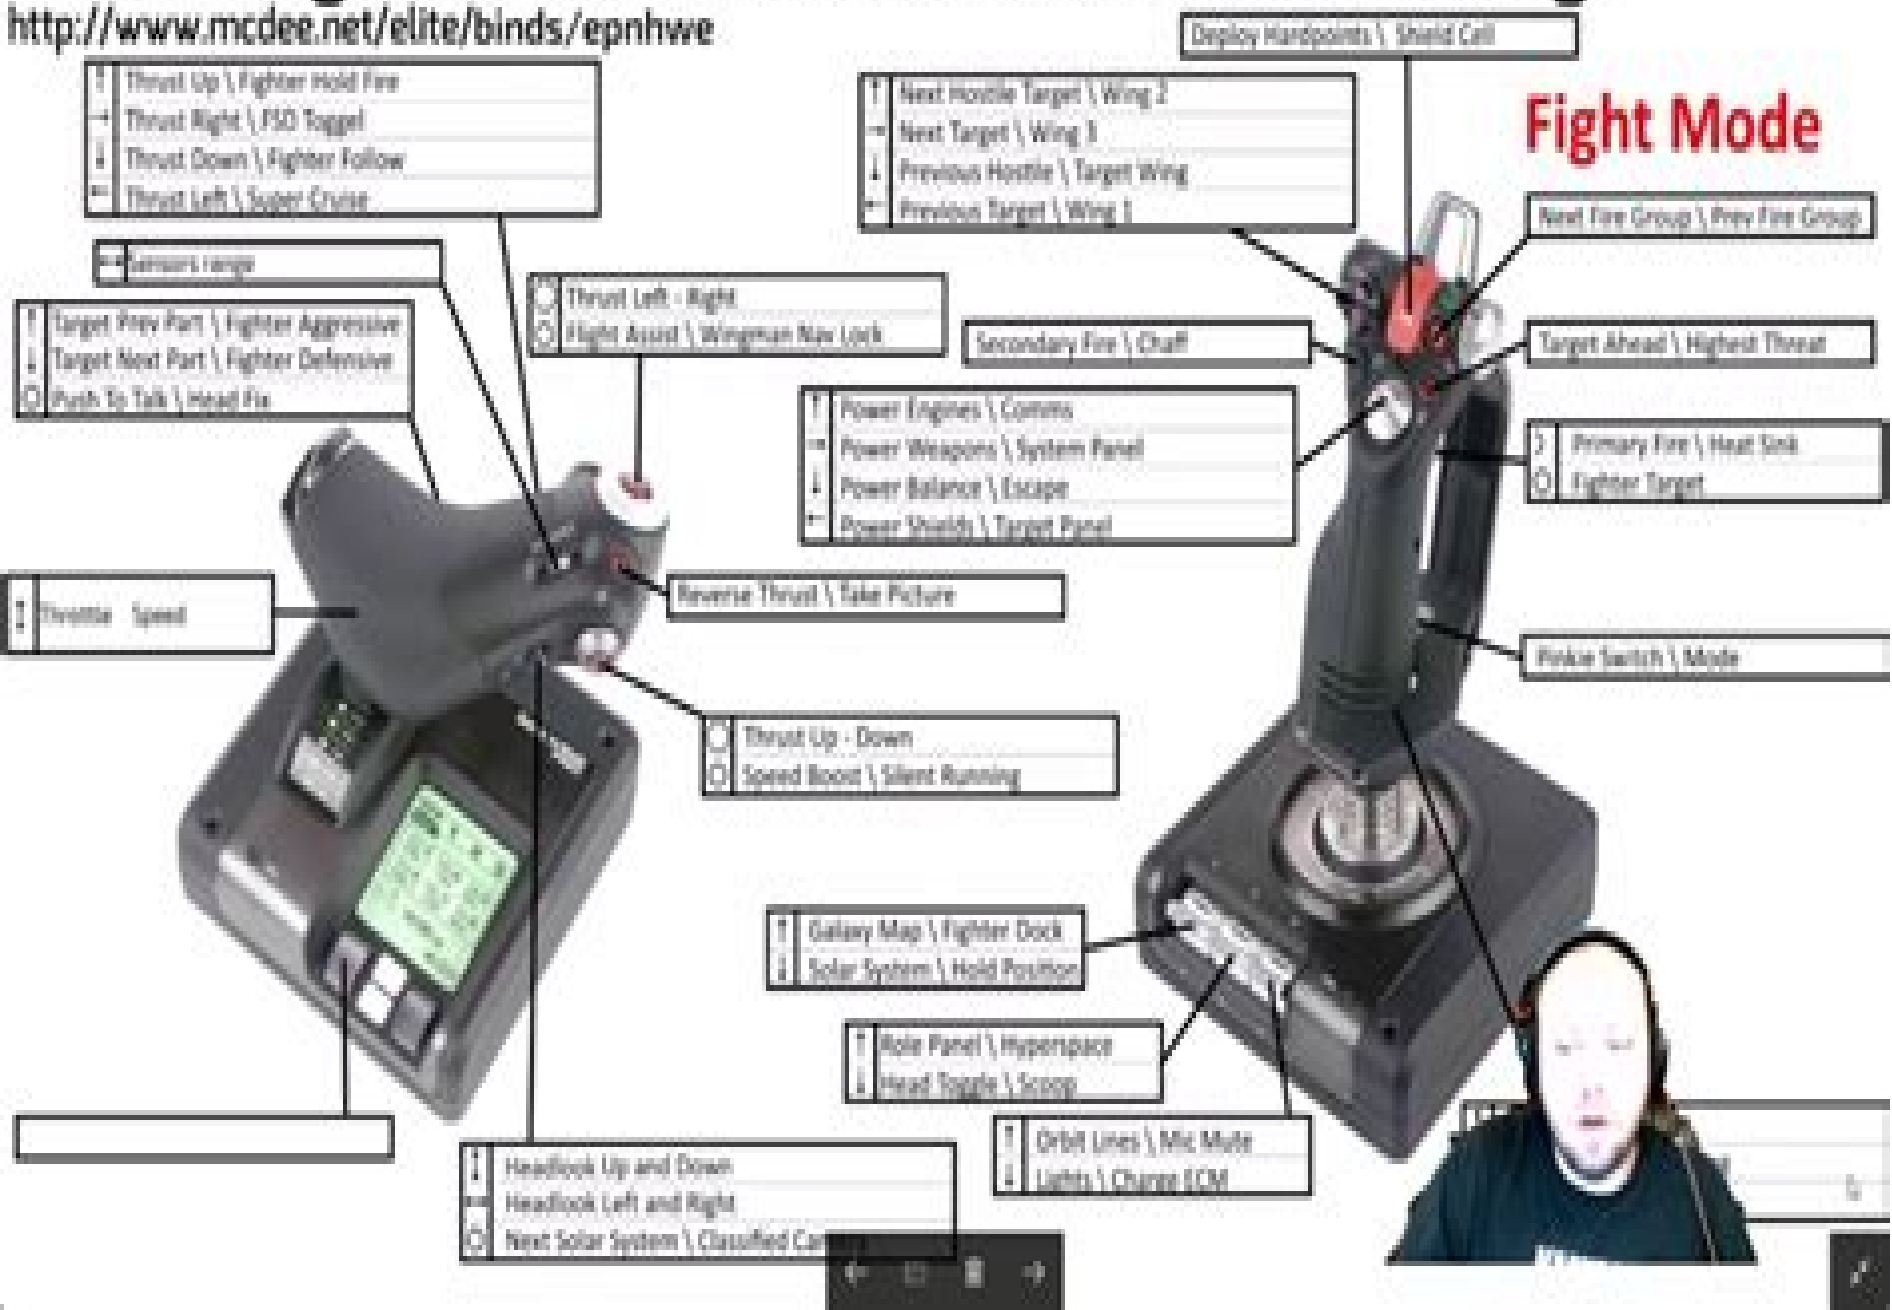 http://www.mcdee.net/elite/binds/epnhwe
Deploy Hardpoints \ Shield Cell
Fight Mode
↑ Thrust Up \ Fighter Hold Fire
→ Thrust Right \ FSD Toggel
↓ Thrust Down \ Fighter Follow
← Thrust Left \ Super Cruise
↑ Next Hostile Target \ Wing 2
→ Next Target \ Wing 3
↓ Previous Hostile \ Target Wing
← Previous Target \ Wing 1
Next Fire Group \ Prev Fire Group
Sensors range
Thrust Left - Right
Flight Assist \ Wingman Nav Lock
↑ Target Prev Part \ Fighter Aggressive
↓ Target Next Part \ Fighter Defensive
Push To Talk \ Head Fix
Secondary Fire \ Chaff
Target Ahead \ Highest Threat
↑ Power Engines \ Comms
→ Power Weapons \ System Panel
↓ Power Balance \ Escape
← Power Shields \ Target Panel
Primary Fire \ Heat Sink
Fighter Target
Throttle Speed
Reverse Thrust \ Take Picture
Pinkie Switch \ Mode
Thrust Up - Down
Speed Boost \ Silent Running
↑ Galaxy Map \ Fighter Dock
↓ Solar System \ Hold Position
↑ Role Panel \ Hyperspace
↓ Head Toggle \ Scoop
↑ Orbit Lines \ Mic Mute
↓ Lights \ Charge ECM
Headlook Up and Down
Headlook Left and Right
Next Solar System \ Classified